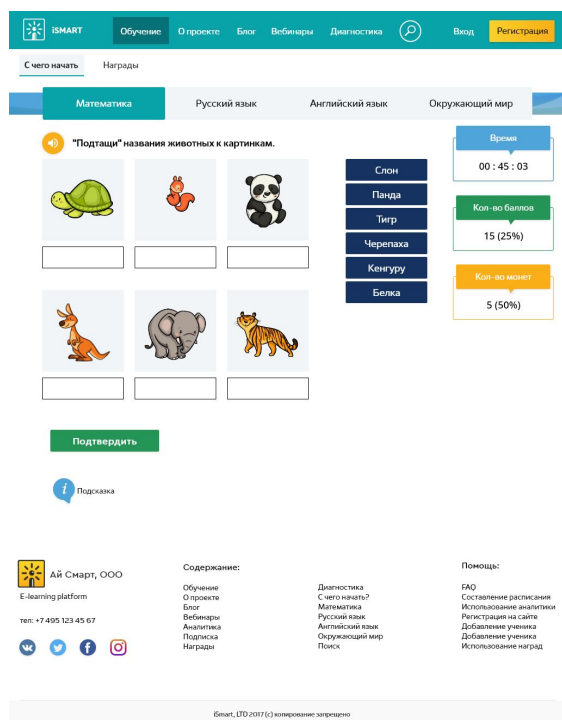 iSMART Обучение О проекте Блог Вебинары Диагностика Вход Регистрация
С чего начать Награды
Математика Русский язык Английский язык Окружающий мир
"Подтащи" названия животных к картинкам.
Слон
Панда
Тигр
Черепаха
Кенгуру
Белка
Время
00 : 45 : 03
Кол-во баллов
15 (25%)
Кол-во монет
5 (50%)
Подтвердить
i Подсказка
Ай Смарт, ООО
E-learning platform
тел: +7 495 123 45 67
Содержание:
Обучение
О проекте
Блог
Вебинары
Аналитика
Подписка
Награды
Диагностика
С чего начать?
Математика
Русский язык
Английский язык
Окружающий мир
Поиск
Помощь:
FAQ
Составление расписания
Использование аналитики
Регистрация на сайте
Добавление ученика
Добавление ученика
Использование наград
iSmart, LTD 2017 (c) копирование запрещено